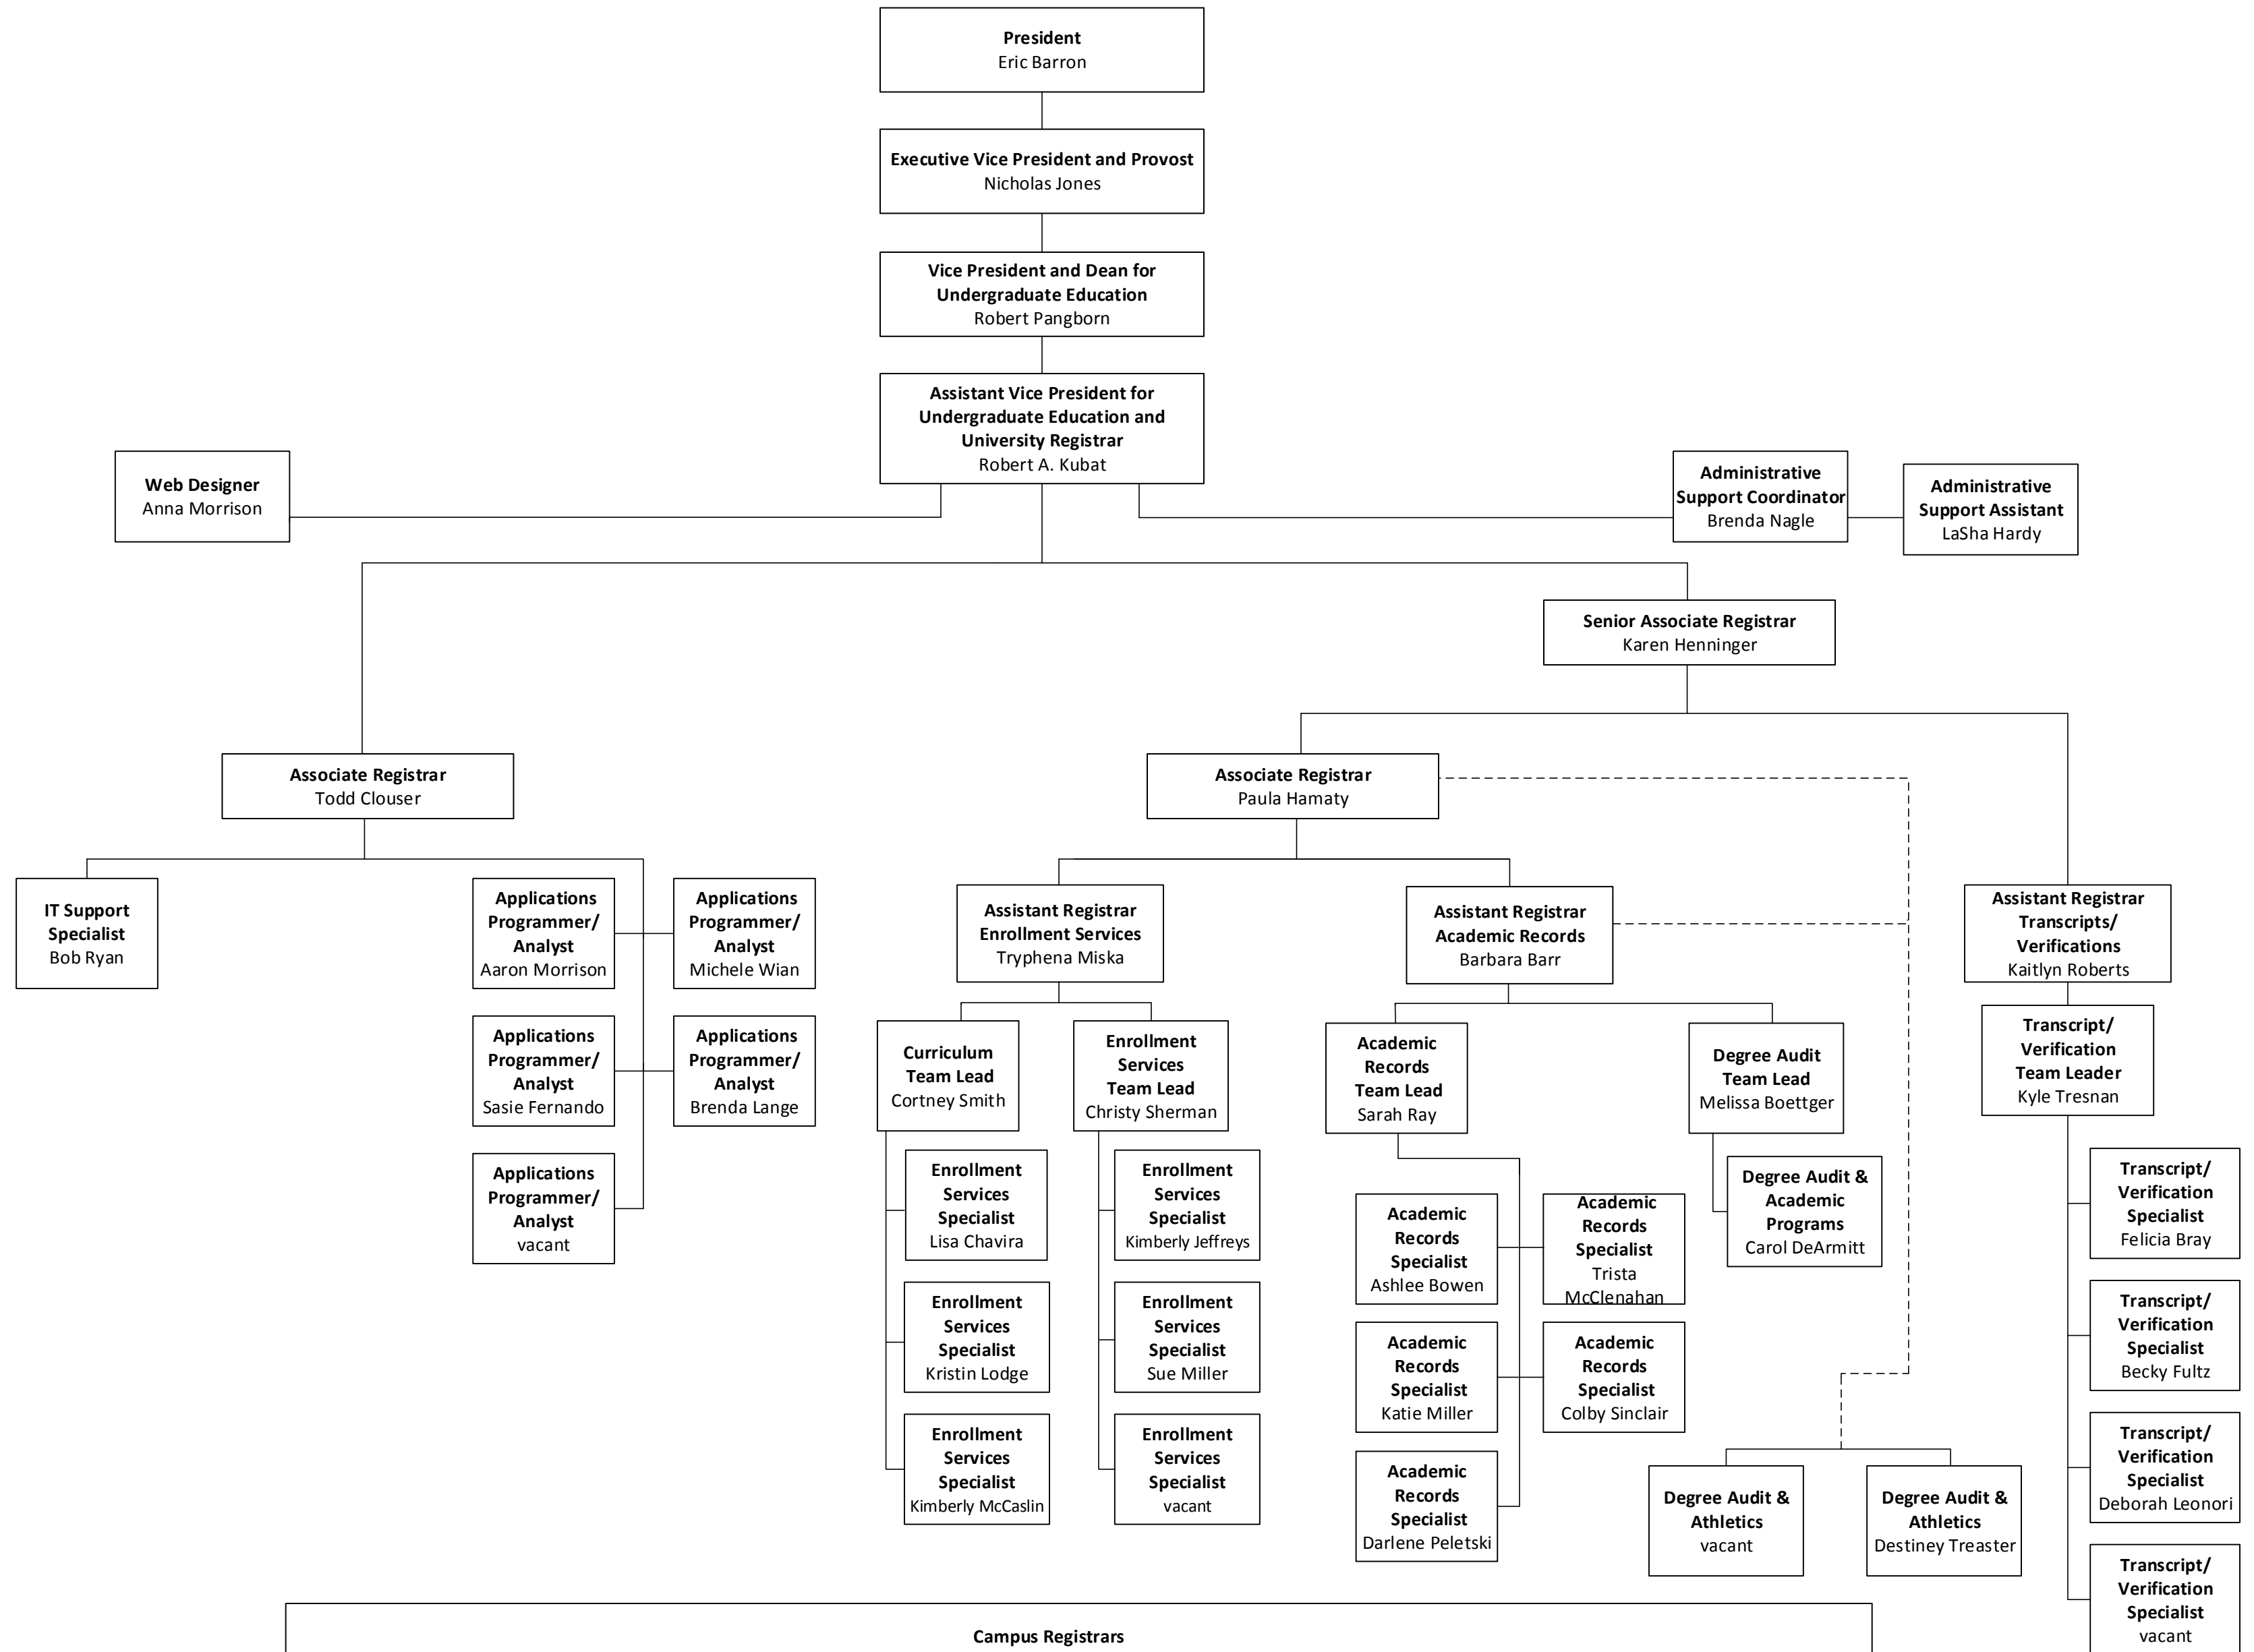 President
Eric Barron
Executive Vice President and Provost
Nicholas Jones
Vice President and Dean for
Undergraduate Education
Robert Pangborn
Assistant Vice President for
Undergraduate Education and
University Registrar
Robert A. Kubat
Web Designer
Anna Morrison
Administrative
Support Coordinator
Brenda Nagle
Administrative
Support Assistant
LaSha Hardy
Senior Associate Registrar
Karen Henninger
Associate Registrar
Todd Clouser
Associate Registrar
Paula Hamaty
IT Support
Specialist
Bob Ryan
Applications
Programmer/
Analyst
Aaron Morrison
Applications
Programmer/
Analyst
Michele Wian
Applications
Programmer/
Analyst
Sasie Fernando
Applications
Programmer/
Analyst
Brenda Lange
Applications
Programmer/
Analyst
vacant
Assistant Registrar
Enrollment Services
Tryphena Miska
Assistant Registrar
Academic Records
Barbara Barr
Assistant Registrar
Transcripts/
Verifications
Kaitlyn Roberts
Curriculum
Team Lead
Cortney Smith
Enrollment
Services
Team Lead
Christy Sherman
Academic
Records
Team Lead
Sarah Ray
Degree Audit
Team Lead
Melissa Boettger
Transcript/
Verification
Team Leader
Kyle Tresnan
Enrollment
Services
Specialist
Lisa Chavira
Enrollment
Services
Specialist
Kristin Lodge
Enrollment
Services
Specialist
Kimberly McCaslin
Enrollment
Services
Specialist
Kimberly Jeffreys
Enrollment
Services
Specialist
Sue Miller
Enrollment
Services
Specialist
vacant
Academic
Records
Specialist
Ashlee Bowen
Academic
Records
Specialist
Trista
McClenahan
Academic
Records
Specialist
Katie Miller
Academic
Records
Specialist
Colby Sinclair
Academic
Records
Specialist
Darlene Peletski
Degree Audit &
Academic
Programs
Carol DeArmitt
Degree Audit &
Athletics
vacant
Degree Audit &
Athletics
Destiney Treaster
Transcript/
Verification
Specialist
Felicia Bray
Transcript/
Verification
Specialist
Becky Fultz
Transcript/
Verification
Specialist
Deborah Leonori
Transcript/
Verification
Specialist
vacant
Campus Registrars